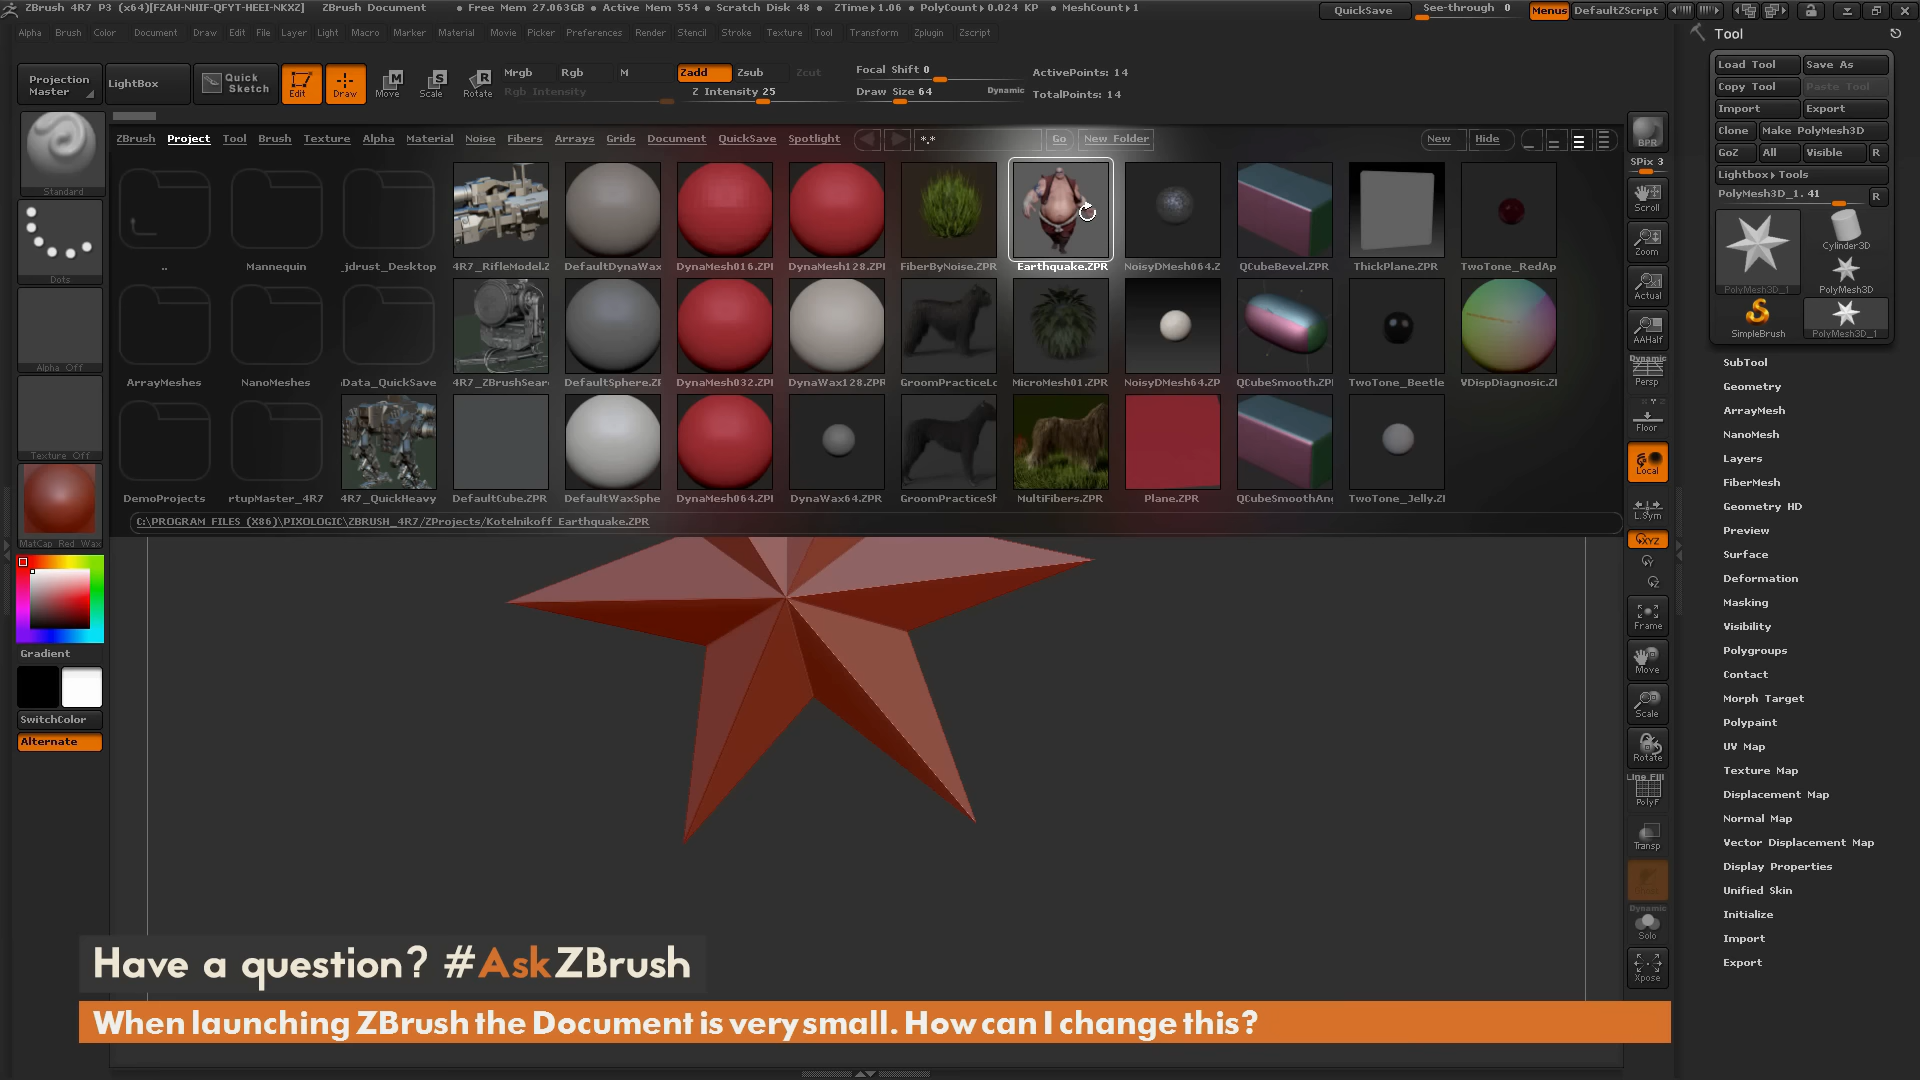 ZBrush 4R7 P3 (x64)[FZAH-NHIF-QFYT-HEEI-NKXZ] ZBrush Document • Free Mem 27.063GB • Active Mem 554 • Scratch Disk 48 • ZTime▸1.06 • PolyCount▸0.024 KP • MeshCount▸1 QuickSave See-through 0 Menus DefaultZScript
Alpha Brush Color Document Draw Edit File Layer Light Macro Marker Material Movie Picker Preferences Render Stencil Stroke Texture Tool Transform Zplugin Zscript
Tool
Projection Master
LightBox
Quick Sketch
Edit
Draw
Move
Scale
Rotate
Mrgb Rgb M
Rgb Intensity
Zadd Zsub Zcut
Z Intensity 25
Focal Shift 0
Draw Size 64 Dynamic
ActivePoints: 14
TotalPoints: 14
ZBrush Project Tool Brush Texture Alpha Material Noise Fibers Arrays Grids Document QuickSave Spotlight *.* Go New Folder New Hide
.. Mannequin _jdrust_Desktop 4R7_RifleModel.Z DefaultDynaWax DynaMesh016.ZPI DynaMesh128.ZPI FiberByNoise.ZPR Earthquake.ZPR NoisyDMesh064.Z QCubeBevel.ZPR ThickPlane.ZPR TwoTone_RedAp
ArrayMeshes NanoMeshes ıData_QuickSave 4R7_ZBrushSear DefaultSphere.ZF DynaMesh032.ZPI DynaWax128.ZPR GroomPracticeLc MicroMesh01.ZPR NoisyDMesh64.ZP QCubeSmooth.ZPI TwoTone_Beetle VDispDiagnosic.ZI
DemoProjects rtupMaster_4R7 4R7_QuickHeavy DefaultCube.ZPR DefaultWaxSphe DynaMesh064.ZPI DynaWax64.ZPR GroomPracticeSh MultiFibers.ZPR Plane.ZPR QCubeSmoothAng TwoTone_Jelly.ZI
C:\PROGRAM FILES (X86)\PIXOLOGIC\ZBRUSH_4R7/ZProjects/Kotelnikoff_Earthquake.ZPR
Standard
Dots
Alpha Off
Texture Off
MatCap Red Wax
Gradient
SwitchColor
Alternate
BPR
SPix 3
Scroll
Zoom
Actual
AAHalf
Dynamic
Persp
Floor
Local
L.Sym
XYZ
Y
Z
Frame
Move
Scale
Rotate
Line Fill
PolyF
Transp
Dynamic
Solo
Xpose
Load Tool Save As
Copy Tool Paste Tool
Import Export
Clone Make PolyMesh3D
GoZ All Visible R
Lightbox▸Tools
PolyMesh3D_1. 41 R
Cylinder3D
PolyMesh3D_1 PolyMesh3D
SimpleBrush PolyMesh3D_1
SubTool
Geometry
ArrayMesh
NanoMesh
Layers
FiberMesh
Geometry HD
Preview
Surface
Deformation
Masking
Visibility
Polygroups
Contact
Morph Target
Polypaint
UV Map
Texture Map
Displacement Map
Normal Map
Vector Displacement Map
Display Properties
Unified Skin
Initialize
Import
Export
Have a question? #AskZBrush
When launching ZBrush the Document is very small. How can I change this?